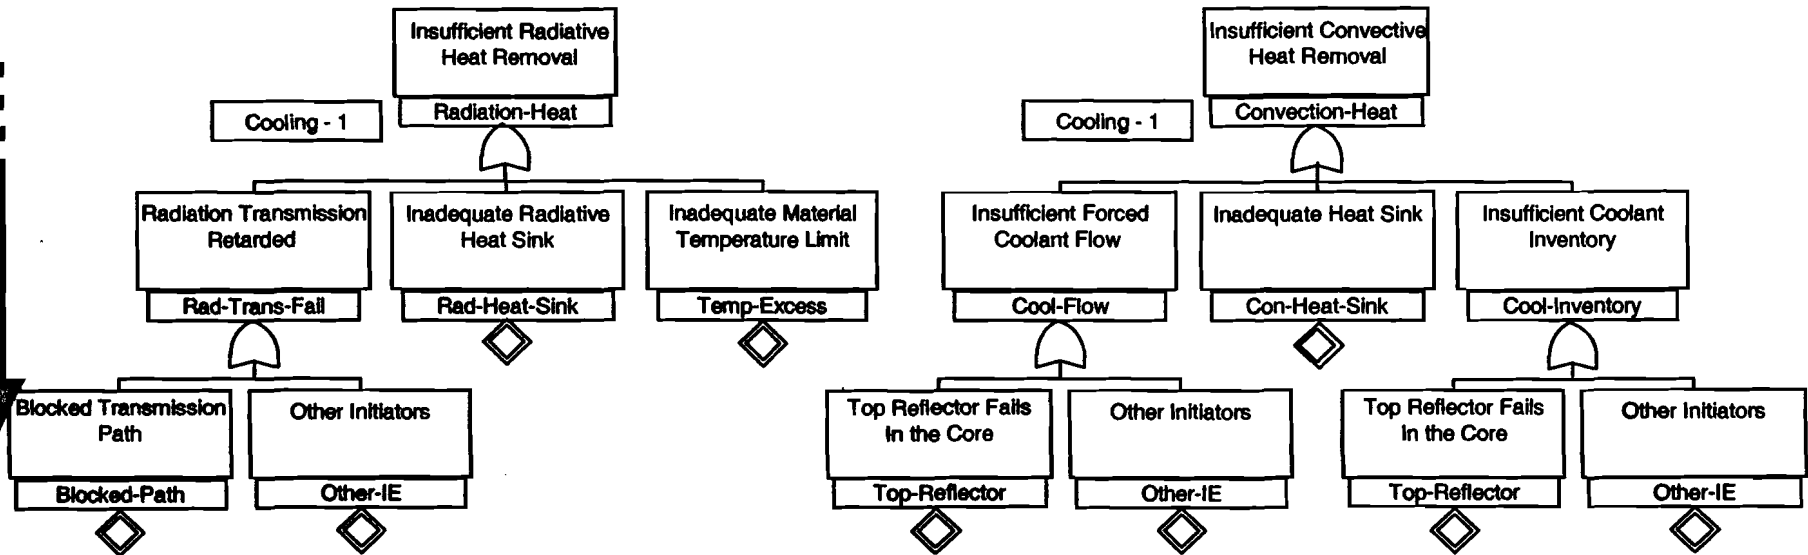 Insufficient Radiative
Heat Removal
Radiation-Heat
Cooling - 1
Radiation Transmission
Retarded
Rad-Trans-Fail
Inadequate Radiative
Heat Sink
Rad-Heat-Sink
Inadequate Material
Temperature Limit
Temp-Excess
Blocked Transmission
Path
Blocked-Path
Other Initiators
Other-IE
Insufficient Convective
Heat Removal
Convection-Heat
Cooling - 1
Insufficient Forced
Coolant Flow
Cool-Flow
Inadequate Heat Sink
Con-Heat-Sink
Insufficient Coolant
Inventory
Cool-Inventory
Top Reflector Fails
In the Core
Top-Reflector
Other Initiators
Other-IE
Top Reflector Fails
In the Core
Top-Reflector
Other Initiators
Other-IE